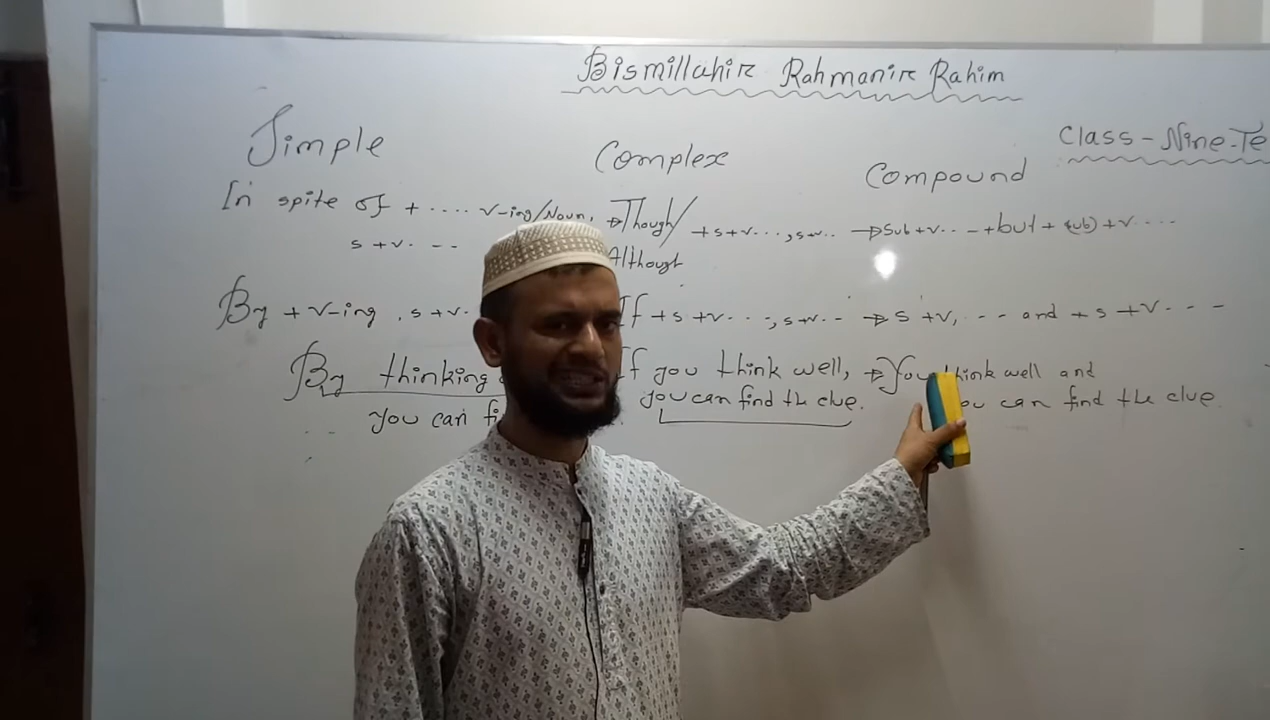 Bismillahir Rahmanir Rahim
Class - Nine-Te
Simple Complex Compound
In spite of + .... v-ing/Noun, Though/ +s+v...., s+v.. → Sub+v.. - +but + (sub) + v ....
s +v. - -- Although
By + v-ing , s+v. If +s +v- - - -, s+v- - → s +v, --- and + s +v- - - -
By thinking If you think well, → You think well and
you can fi you can find the clue. you can find the clue.